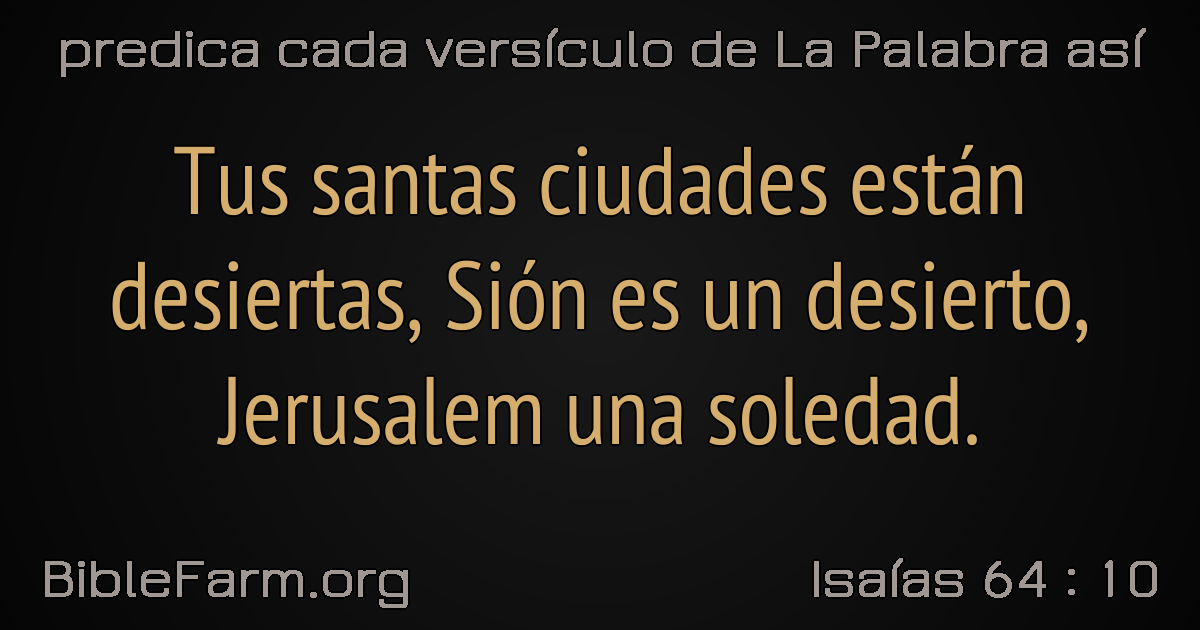 predica cada versículo de La Palabra así
Tus santas ciudades están
desiertas, Sión es un desierto,
Jerusalem una soledad.
BibleFarm.org
Isaías 64 : 10